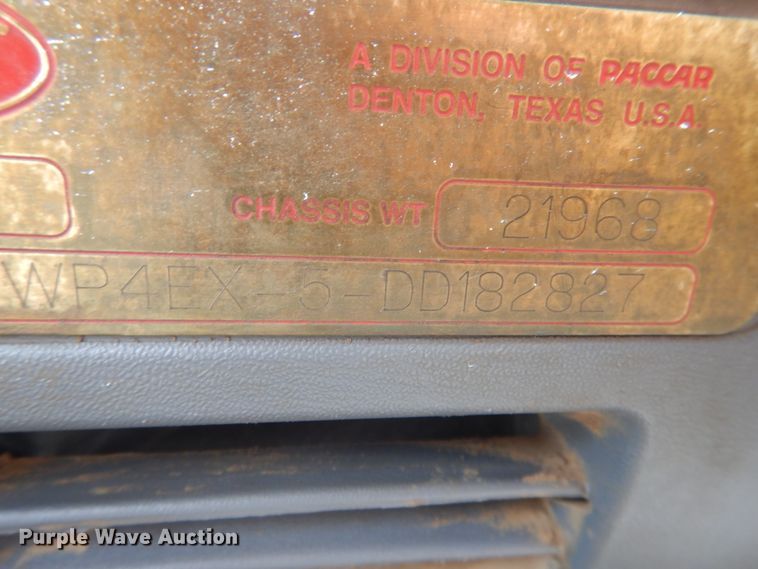 A DIVISION OF PACCAR
DENTON, TEXAS U.S.A.
CHASSIS WT 21968
WP4EX-5-DD182827
Purple Wave Auction